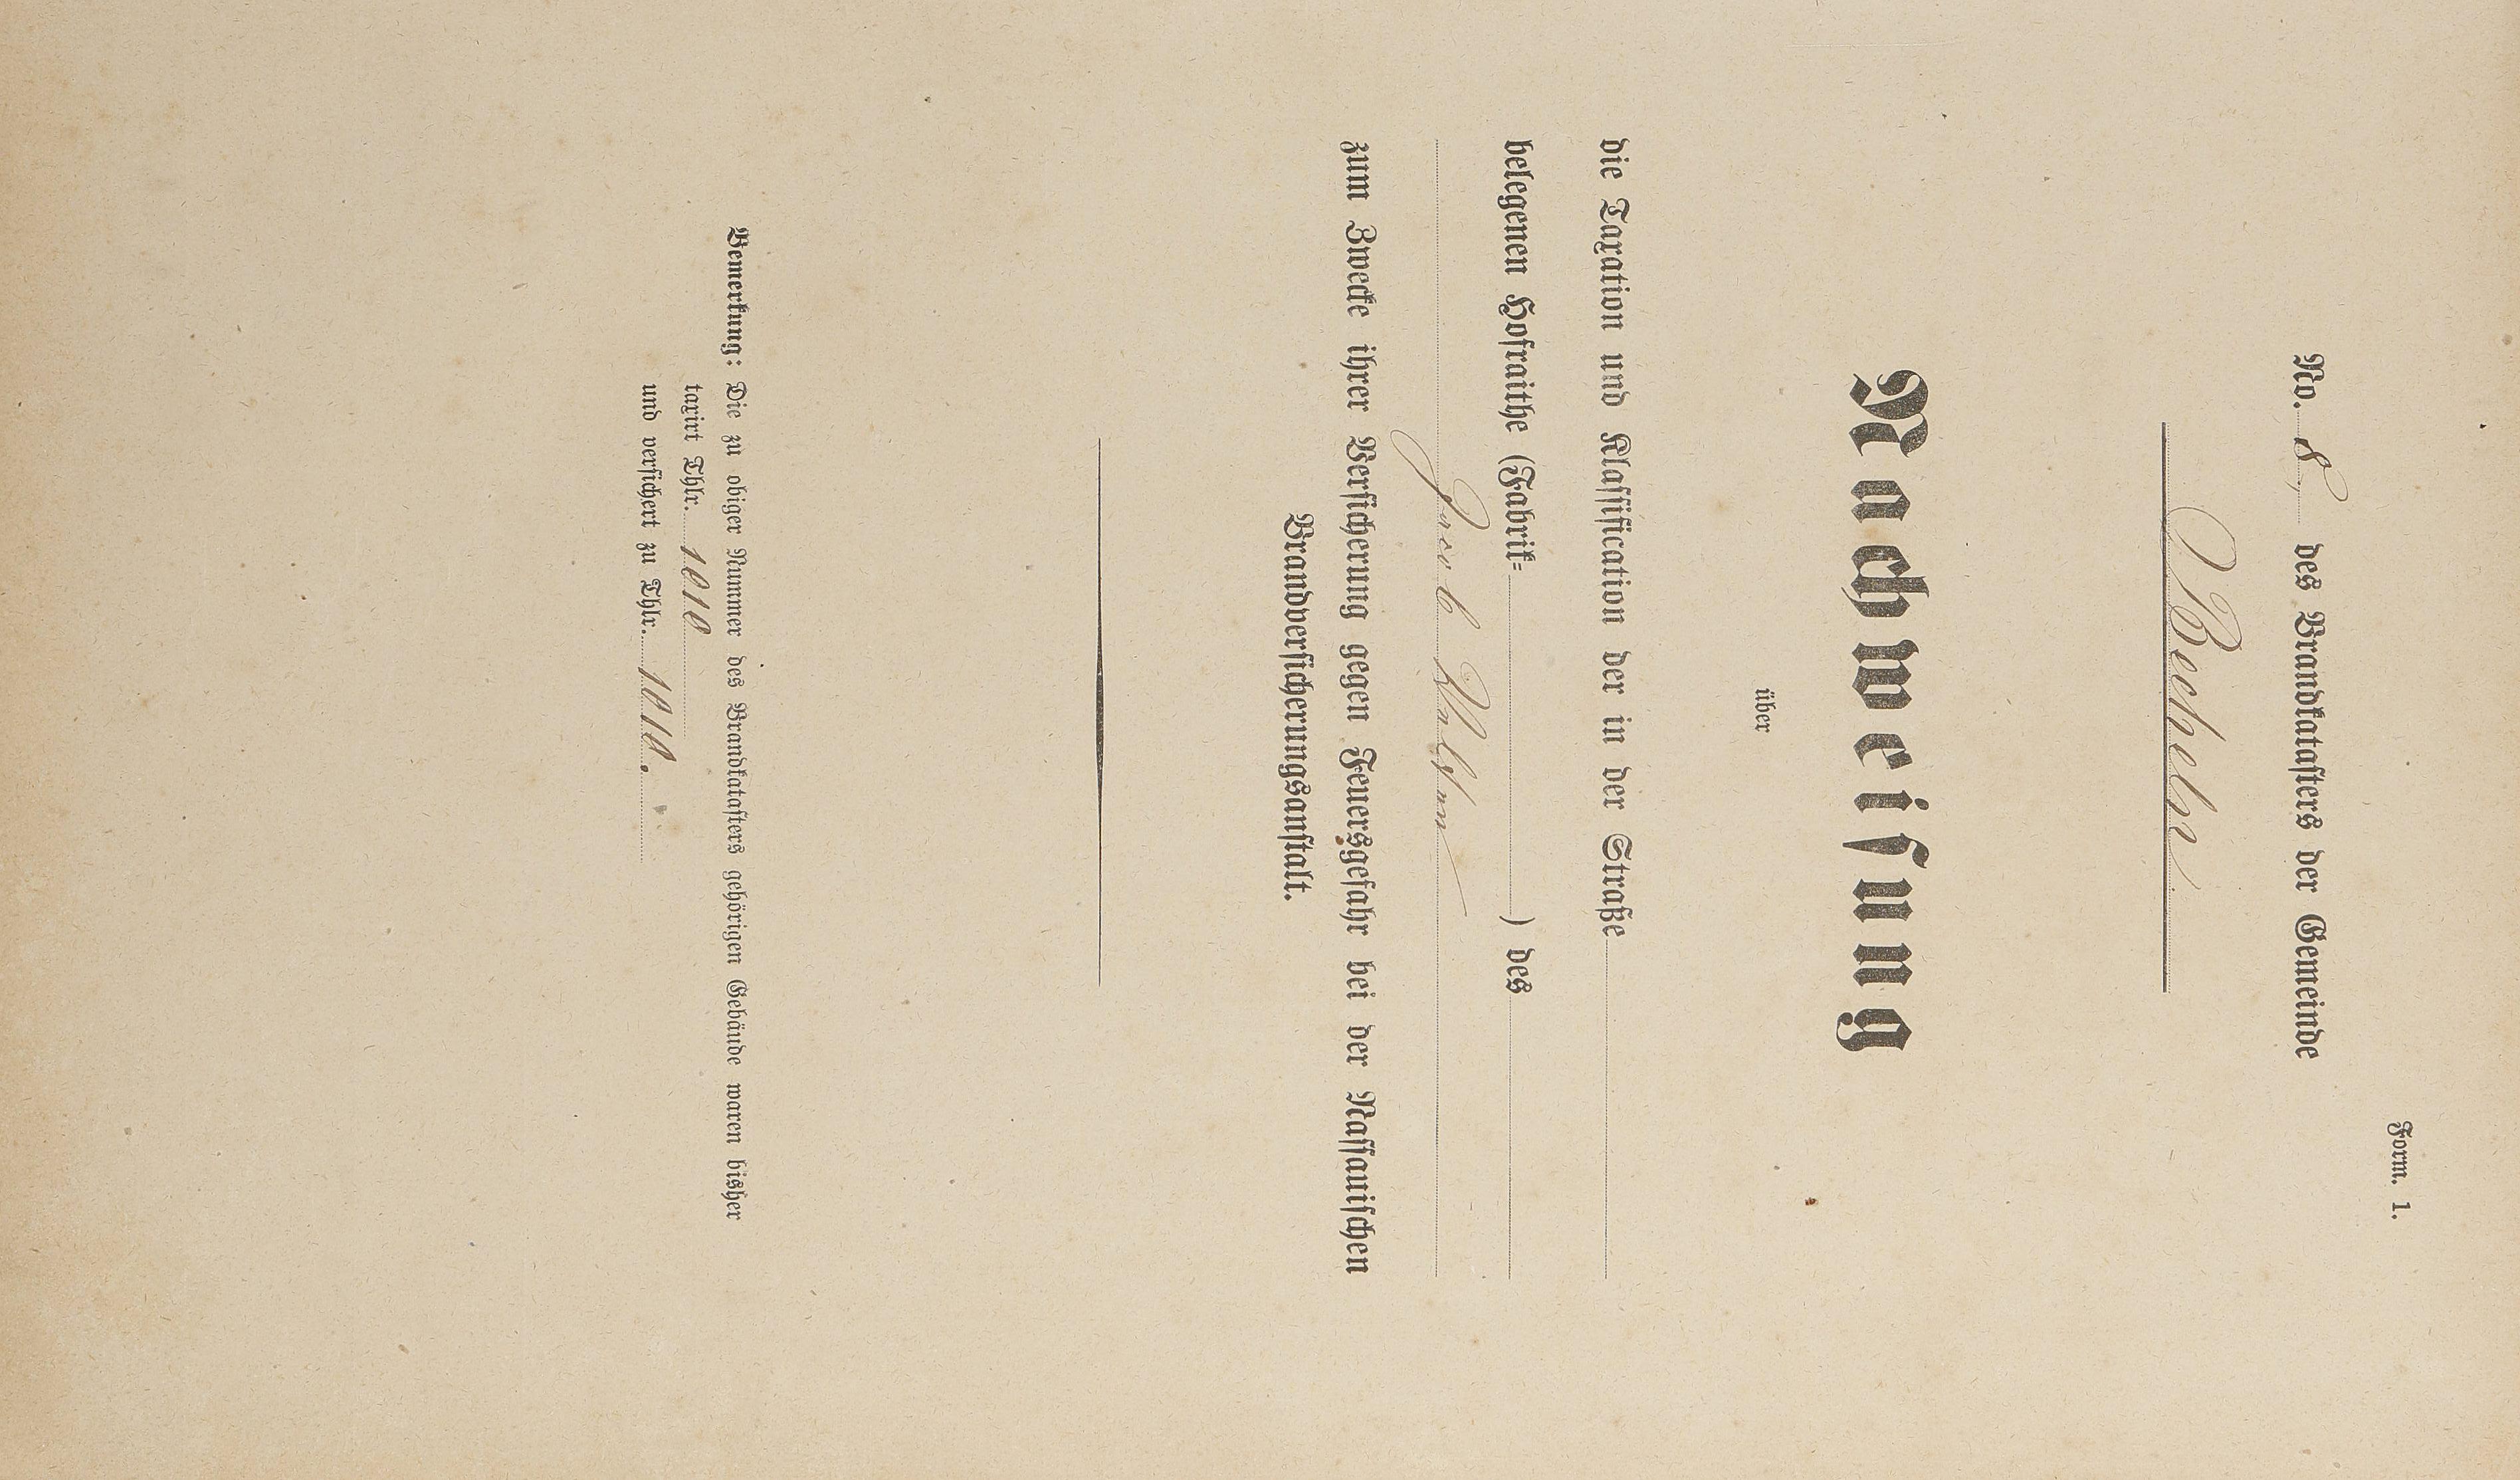 Form. 1.
No. 8, des Brandkatasters der Gemeinde
Becheln
Nachweisung
über
die Taxation und Klassification der in der Straße
belegenen Hofraithe (Fabrik= ) des
Jacob
zum Zwecke ihrer Versicherung gegen Feuersgefahr bei der Nassauischen
Brandversicherungsanstalt.
Bemerkung: Die zu obiger Nummer des Brandkatasters gehörigen Gebäude waren bisher
taxirt Thlr. 1010
und versichert zu Thlr. 1010.